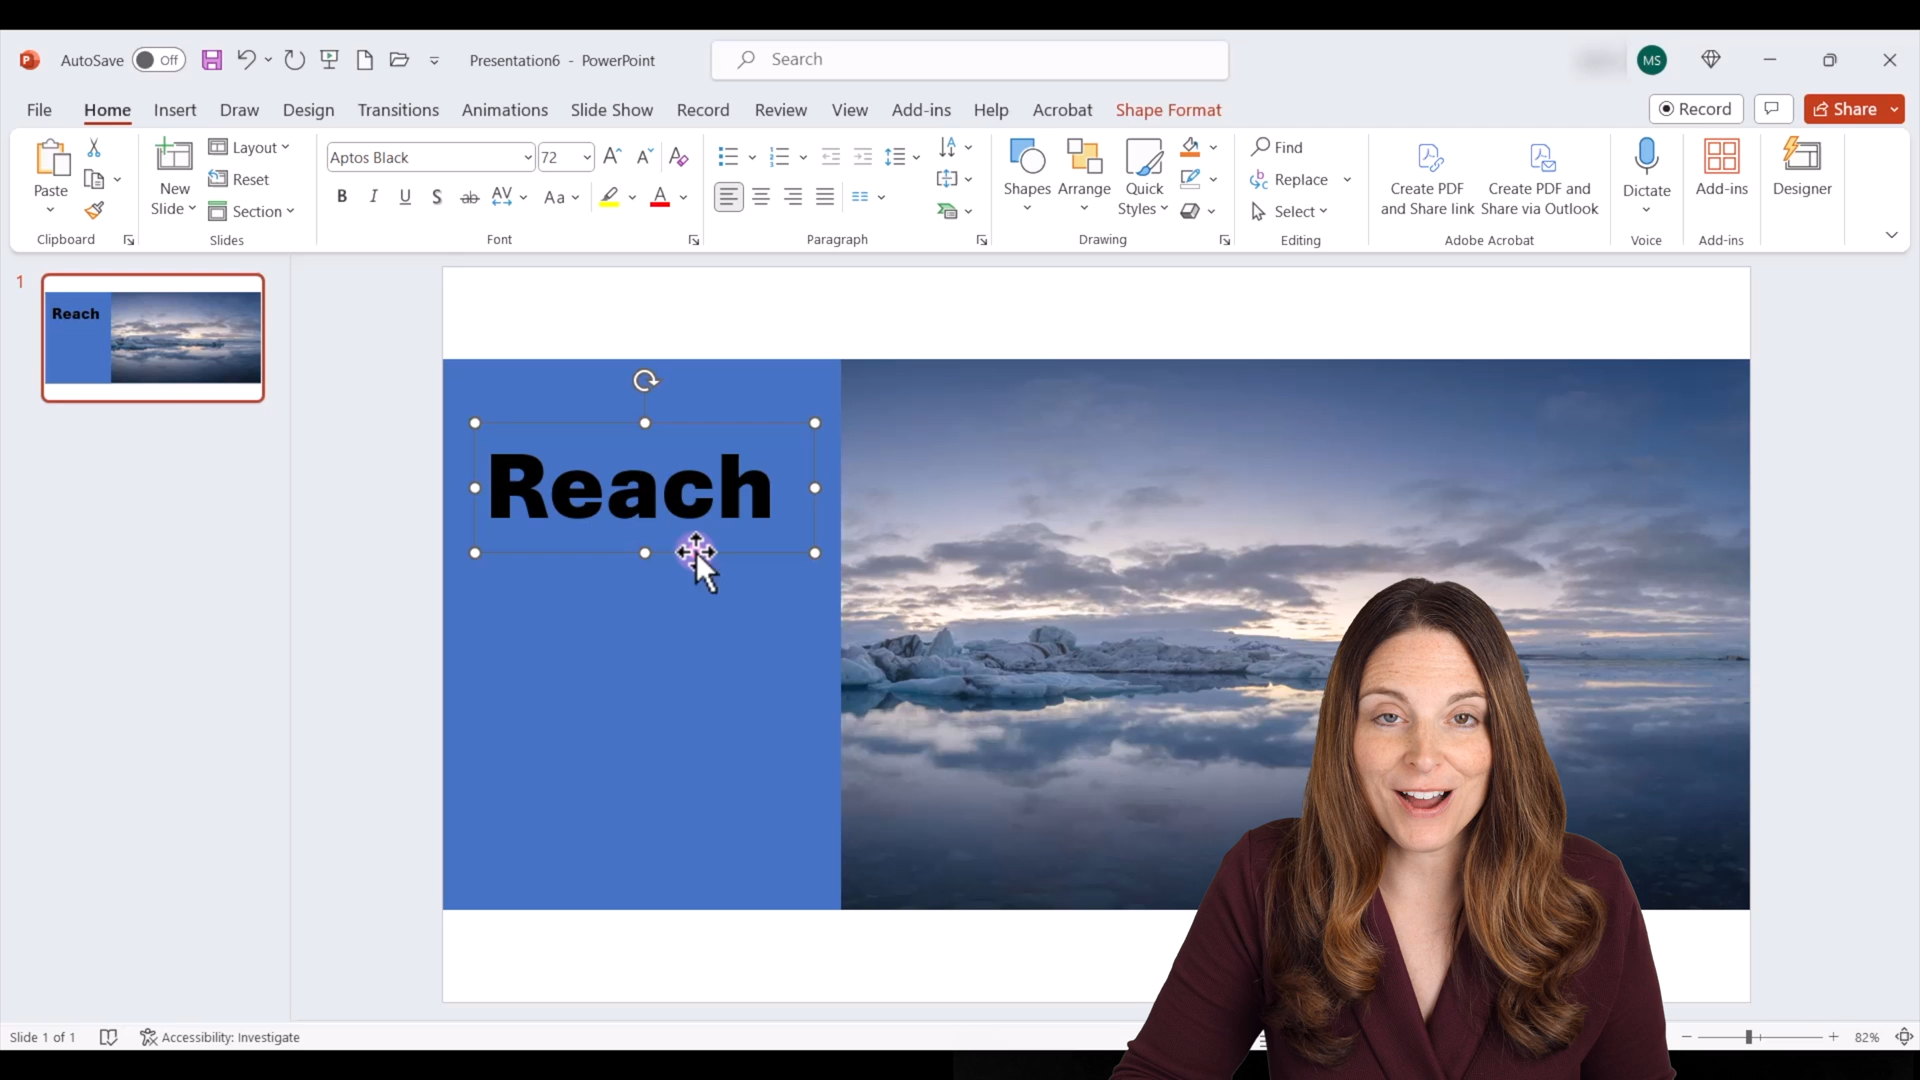 AutoSave Off Presentation6 - PowerPoint Search MS
File Home Insert Draw Design Transitions Animations Slide Show Record Review View Add-ins Help Acrobat Shape Format Record Share
Paste
Clipboard
New
Slide
Layout
Reset
Section
Slides
Aptos Black 72
B I U S ab AV Aa A
Font
Paragraph
Shapes Arrange Quick
Styles
Drawing
Find
Replace
Select
Editing
Create PDF
and Share link
Create PDF and
Share via Outlook
Adobe Acrobat
Dictate
Voice
Add-ins
Add-ins
Designer
1
Reach
Reach
Slide 1 of 1 Accessibility: Investigate 82%